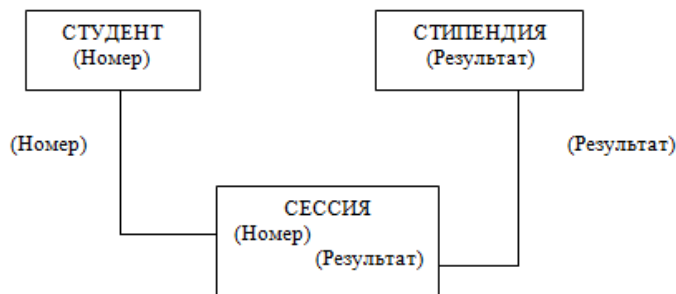 СТУДЕНТ
(Номер)
СТИПЕНДИЯ
(Результат)
(Номер)
(Результат)
СЕССИЯ
(Номер)
(Результат)